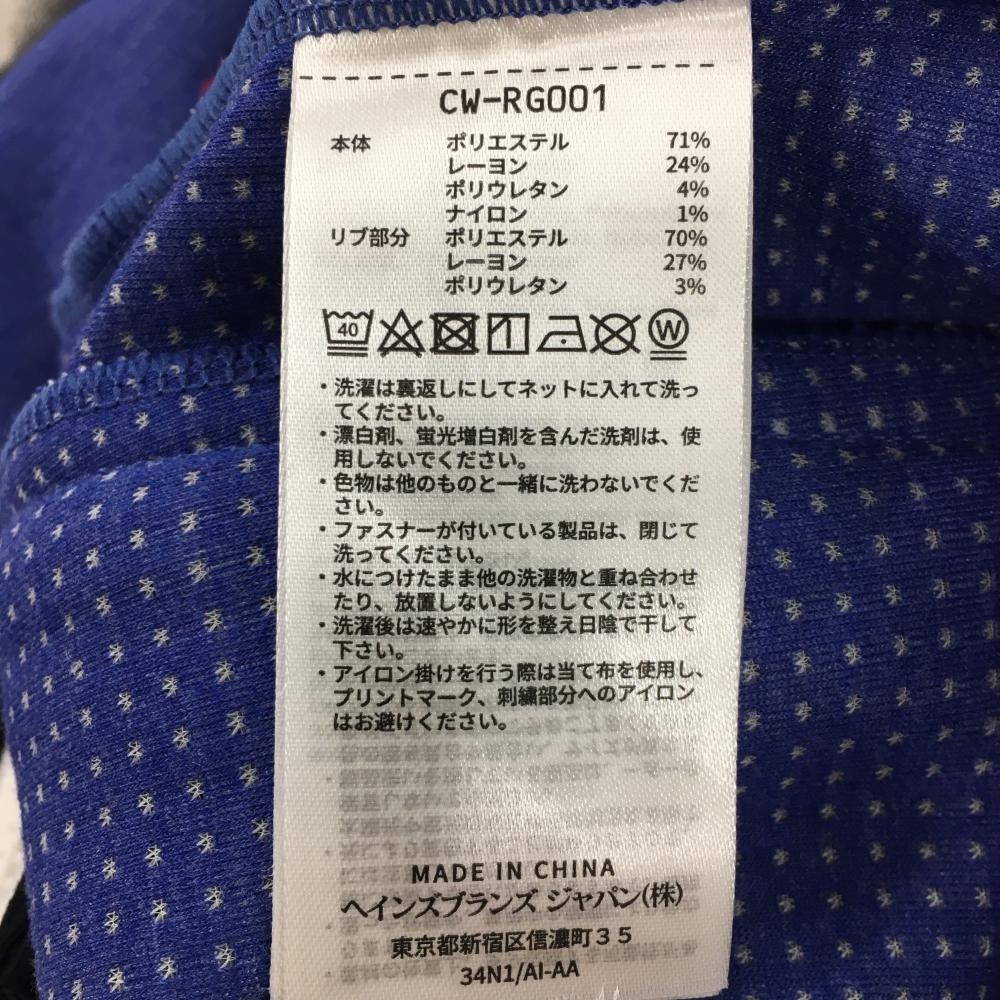 CW-RG001
本体 ポリエステル 71%
レーヨン 24%
ポリウレタン 4%
ナイロン 1%
リブ部分 ポリエステル 70%
レーヨン 27%
ポリウレタン 3%
40 W
・洗濯は裏返しにしてネットに入れて洗っ
てください。
・漂白剤、蛍光増白剤を含んだ洗剤は、使
用しないでください。
・色物は他のものと一緒に洗わないでくだ
さい。
・ファスナーが付いている製品は、閉じて
洗ってください。
・水につけたまま他の洗濯物と重ね合わせ
たり、放置しないようにしてください。
・洗濯後は速やかに形を整え日陰で干して
下さい。
・アイロン掛けを行う際は当て布を使用し、
プリントマーク、刺繍部分へのアイロン
はお避けください。
MADE IN CHINA
ヘインズブランズ ジャパン(株)
東京都新宿区信濃町３５
34N1/AI-AA